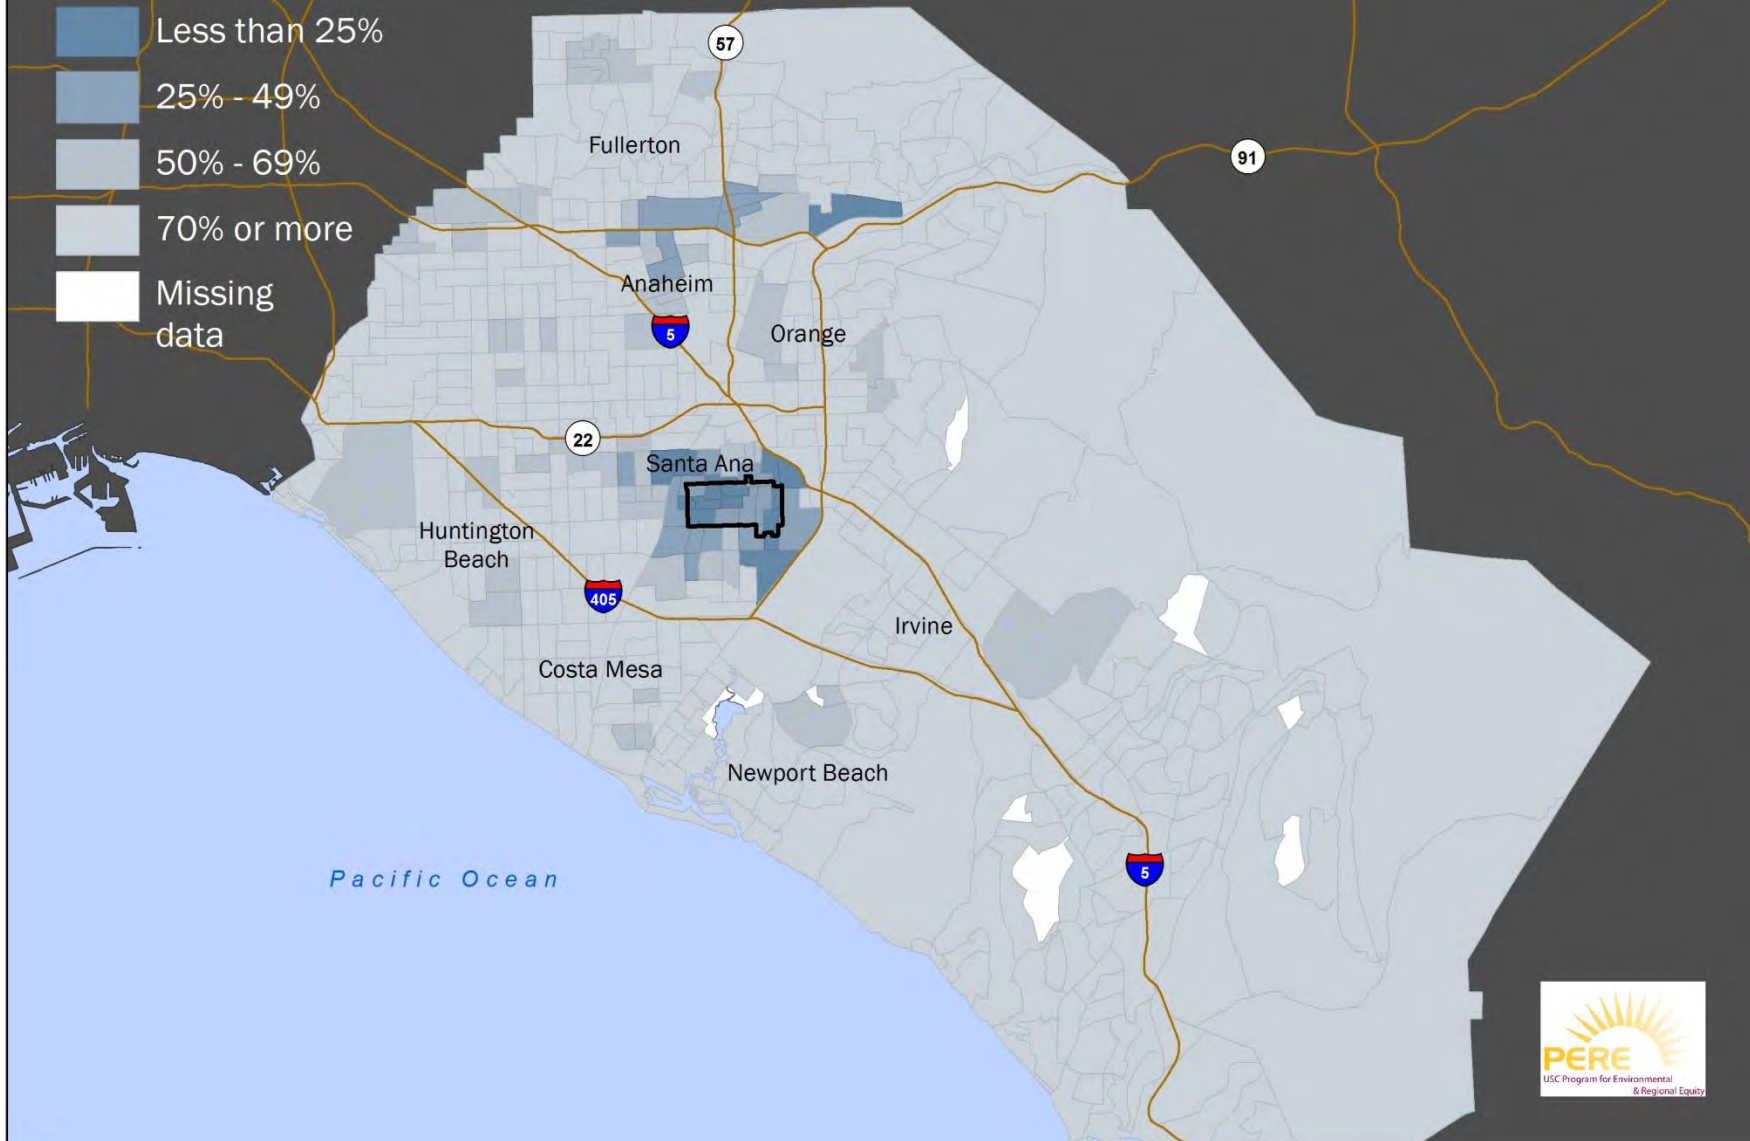 Less than 25%
25% - 49%
50% - 69%
70% or more
Missing
data
57
Fullerton
91
Anaheim
5
Orange
22
Santa Ana
Huntington
Beach
405
Irvine
Costa Mesa
Newport Beach
Pacific Ocean
5
PERE
USC Program for Environmental
& Regional Equity